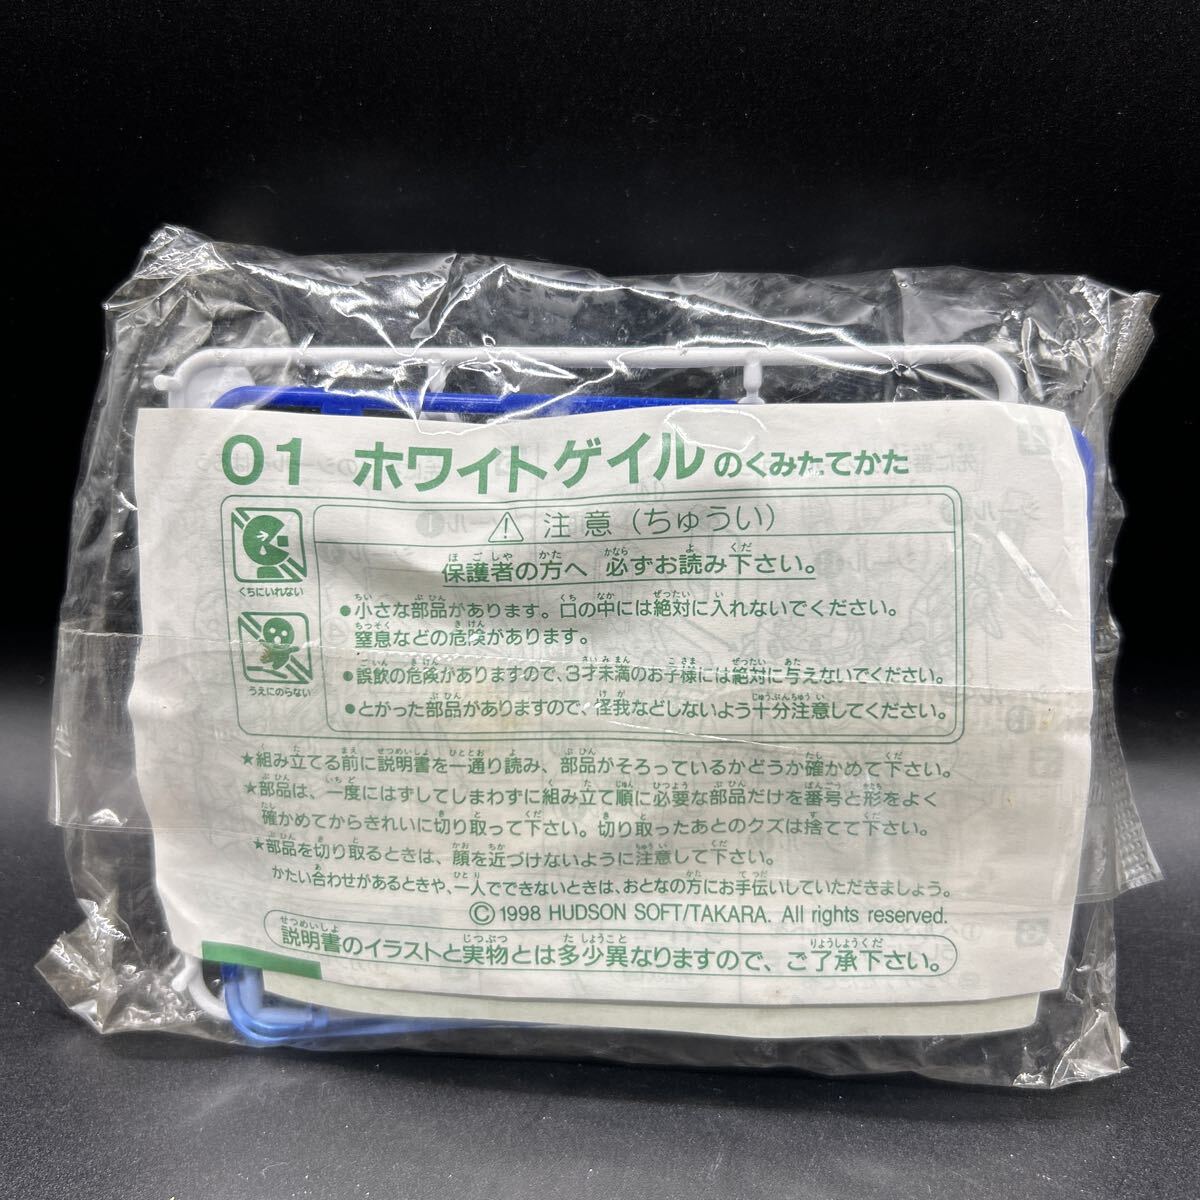 01 ホワイトゲイルのくみたてかた
⚠ 注意(ちゅうい)
保護者の方へ 必ずお読み下さい。
くちにいれない
●小さな部品があります。口の中には絶対に入れないでください。
窒息などの危険があります。
●誤飲の危険がありますので、3才未満のお子様には絶対に与えないでください。
うえにのらない
●とがった部品がありますので、怪我などしないよう十分注意してください。
★組み立てる前に説明書を一通り読み、部品がそろっているかどうか確かめて下さい。
★部品は、一度にはずしてしまわずに組み立て順に必要な部品だけを番号と形をよく
確かめてからきれいに切り取って下さい。切り取ったあとのクズは捨てて下さい。
★部品を切り取るときは、顔を近づけないように注意して下さい。
かたい合わせがあるときや、一人でできないときは、おとなの方にお手伝いしていただきましょう。
© 1998 HUDSON SOFT/TAKARA. All rights reserved.
説明書のイラストと実物とは多少異なりますので、ご了承下さい。